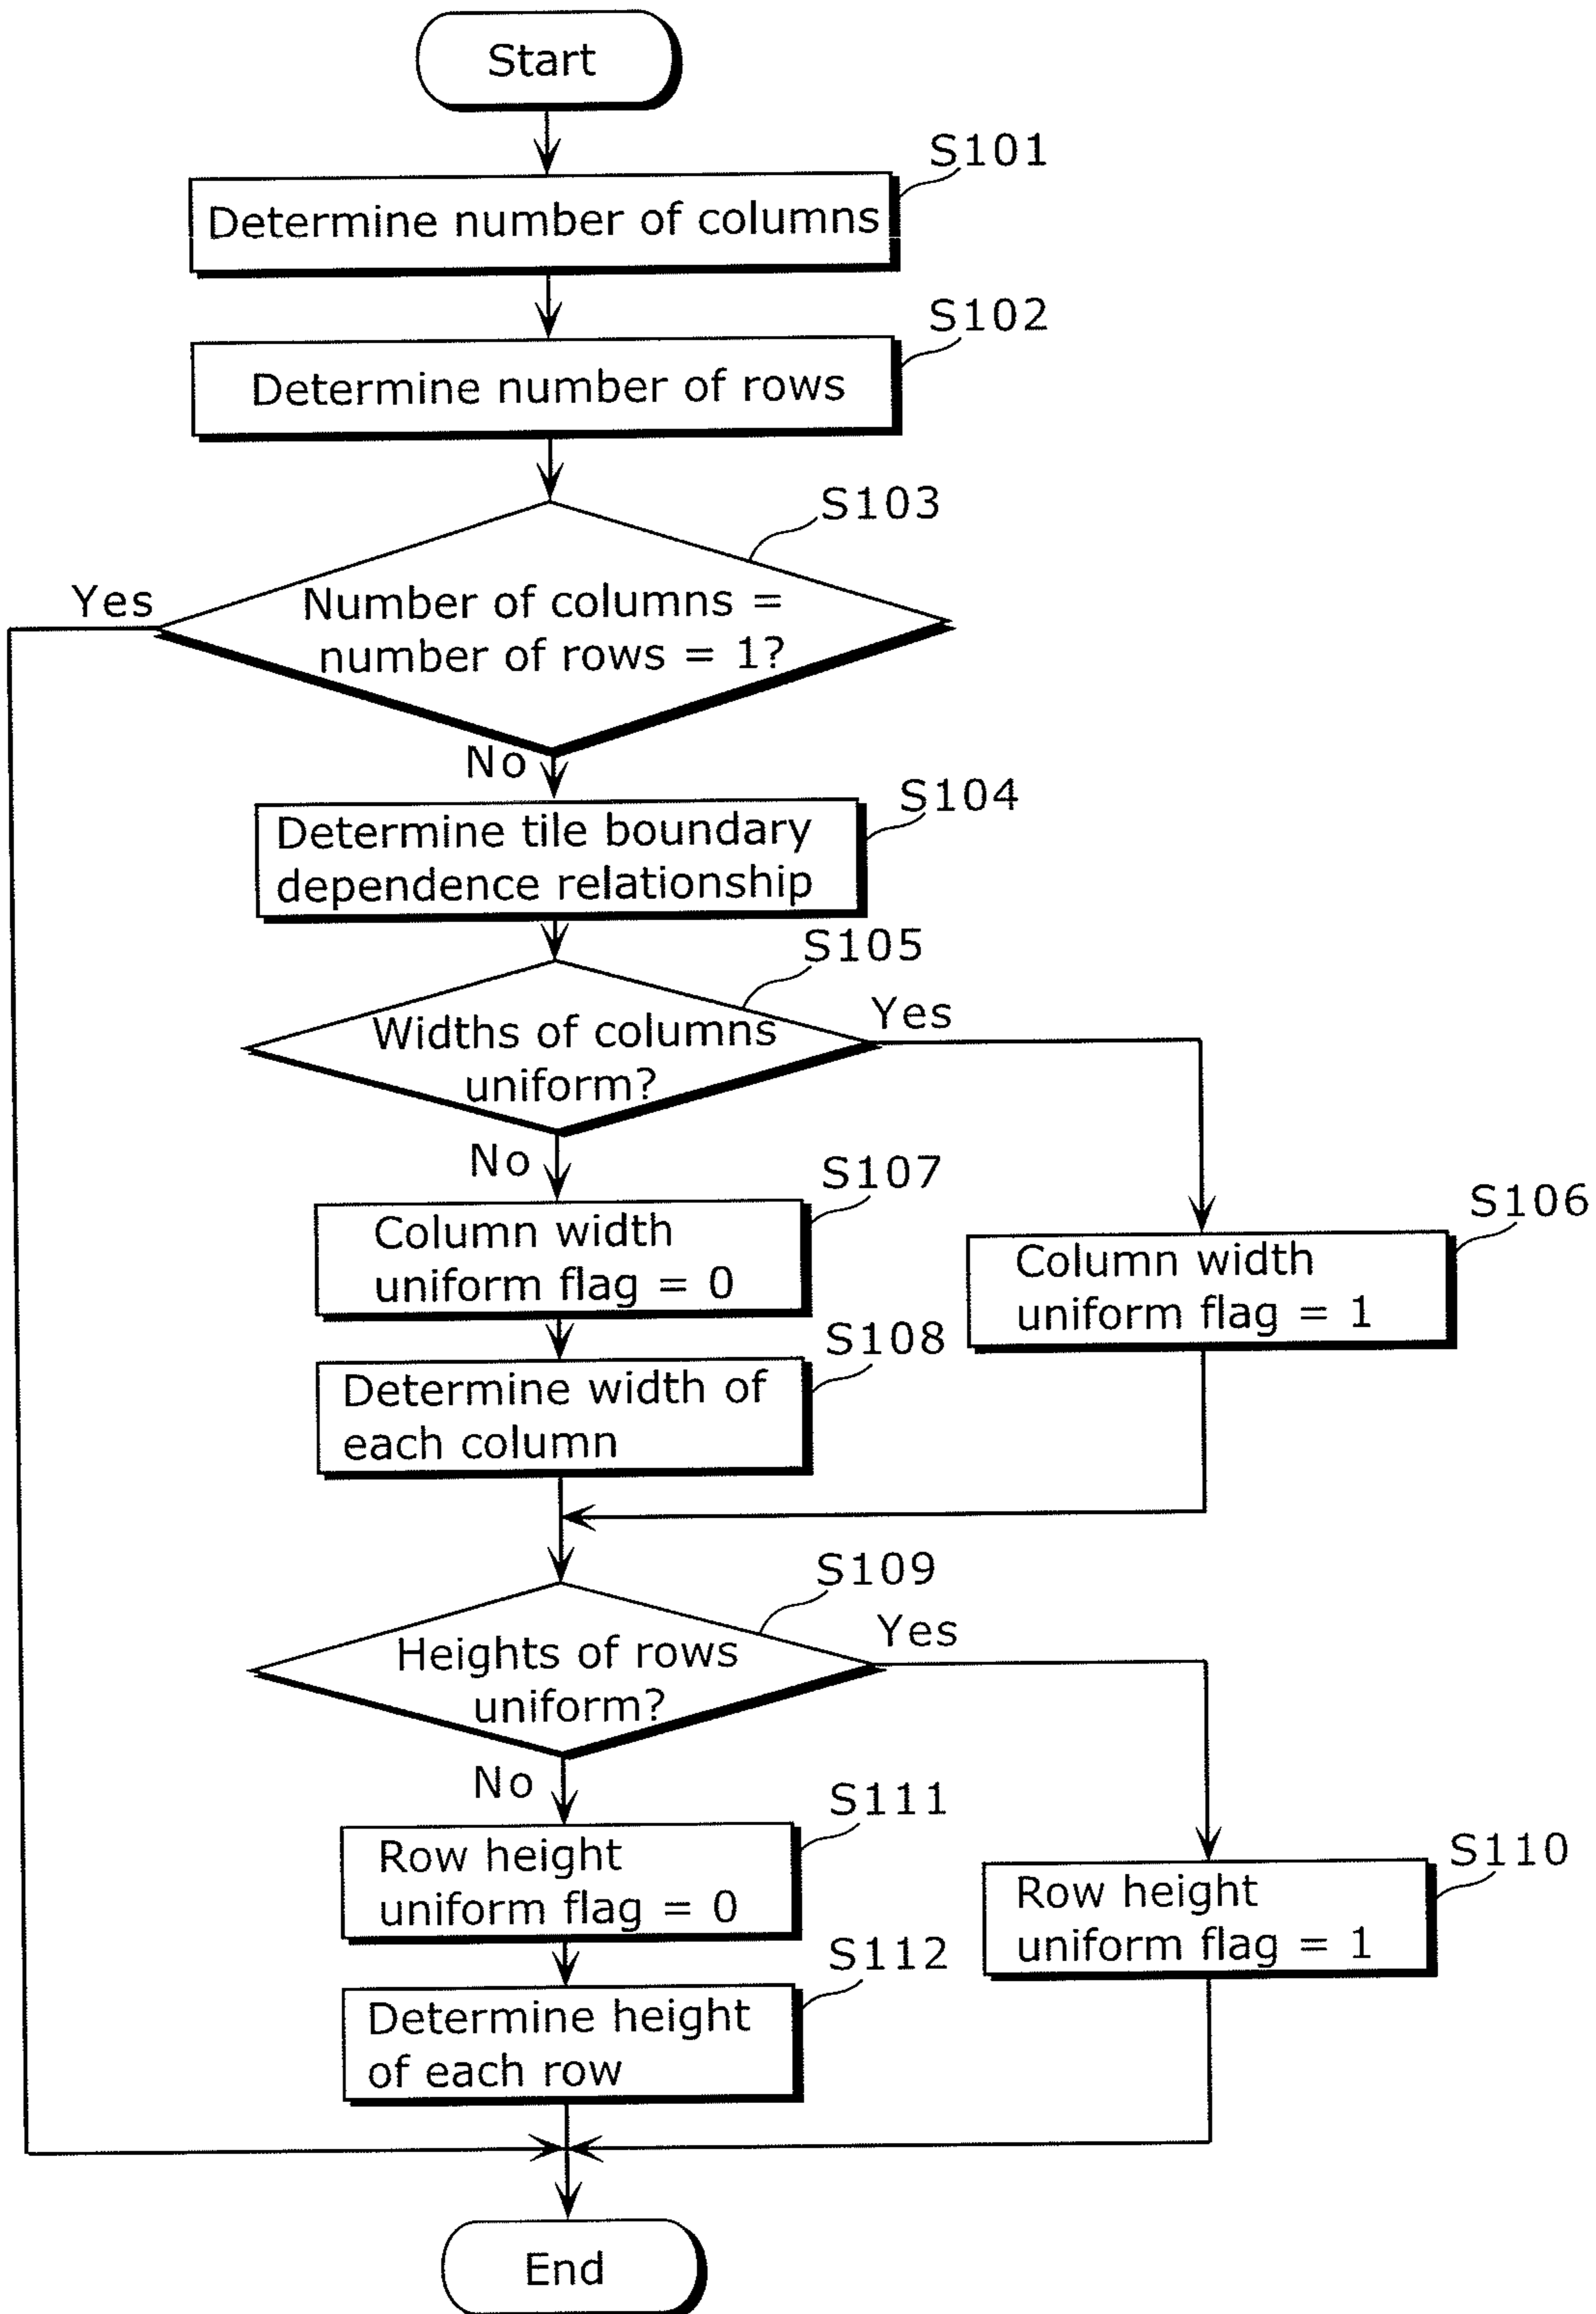 Start
S101
Determine number of columns
S102
Determine number of rows
S103
Yes
Number of columns =
number of rows = 1?
No
S104
Determine tile boundary
dependence relationship
S105
Yes
Widths of columns
uniform?
No
S107
Column width
uniform flag = 0
S106
Column width
uniform flag = 1
S108
Determine width of
each column
S109
Yes
Heights of rows
uniform?
No
S111
Row height
uniform flag = 0
S110
Row height
uniform flag = 1
S112
Determine height
of each row
End